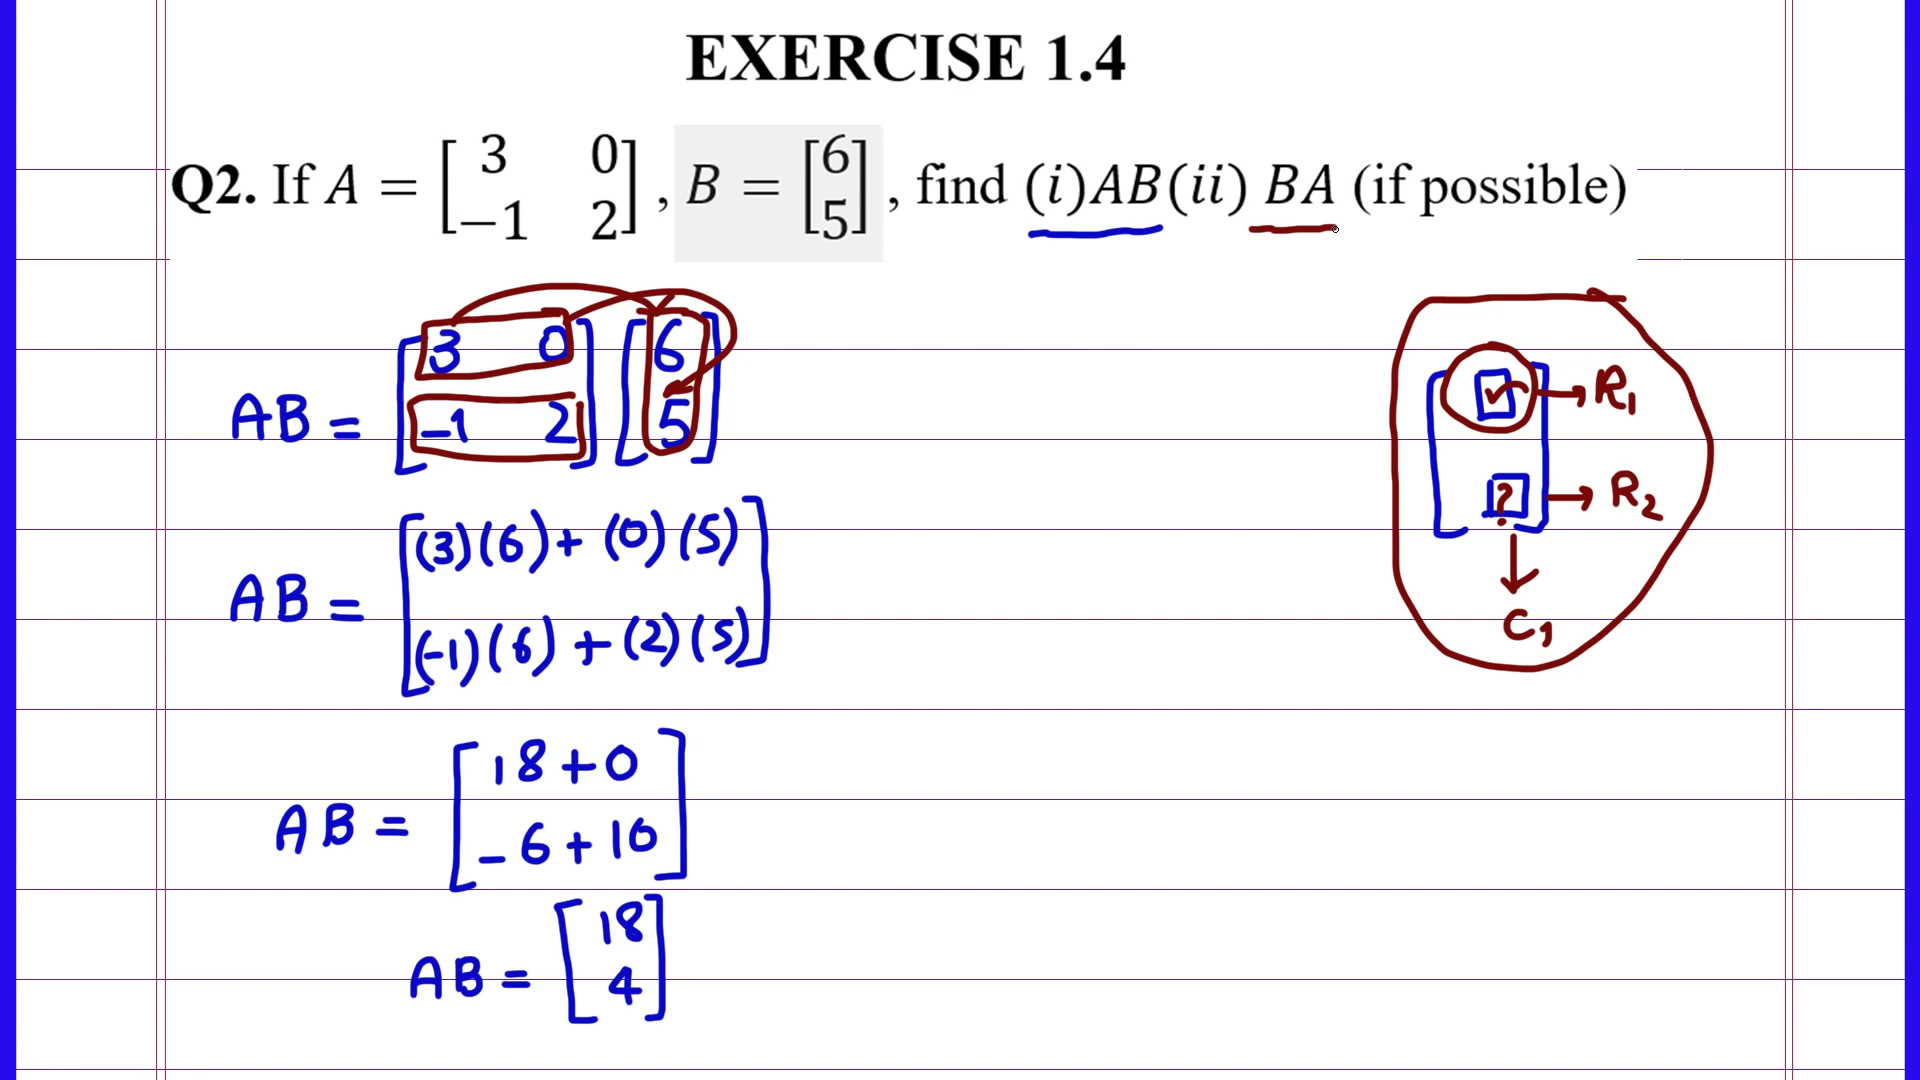 EXERCISE 1.4
Q2. If A = [3 0; −1 2], B = [6; 5], find (i)AB(ii) BA (if possible)
AB = [3 0; -1 2] [6; 5]
AB = [(3)(6)+(0)(5); (-1)(6)+(2)(5)]
AB = [18+0; -6+10]
AB = [18; 4]
[✓; ?]
→R₁
→R₂
↓
C₁